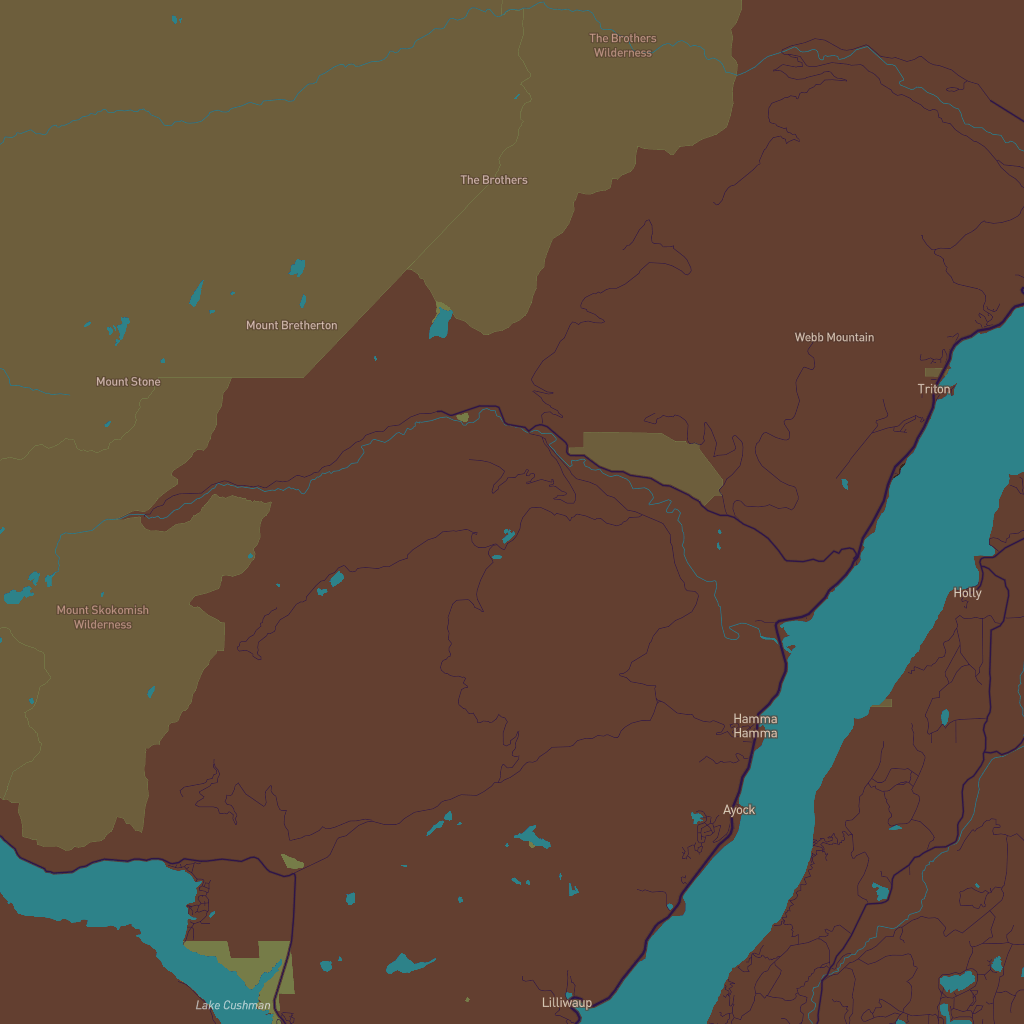 The Brothers
Wilderness
The Brothers
Mount Bretherton
Webb Mountain
Mount Stone
Triton
Holly
Mount Skokomish
Wilderness
Hamma
Hamma
Ayock
Lilliwaup
Lake Cushman